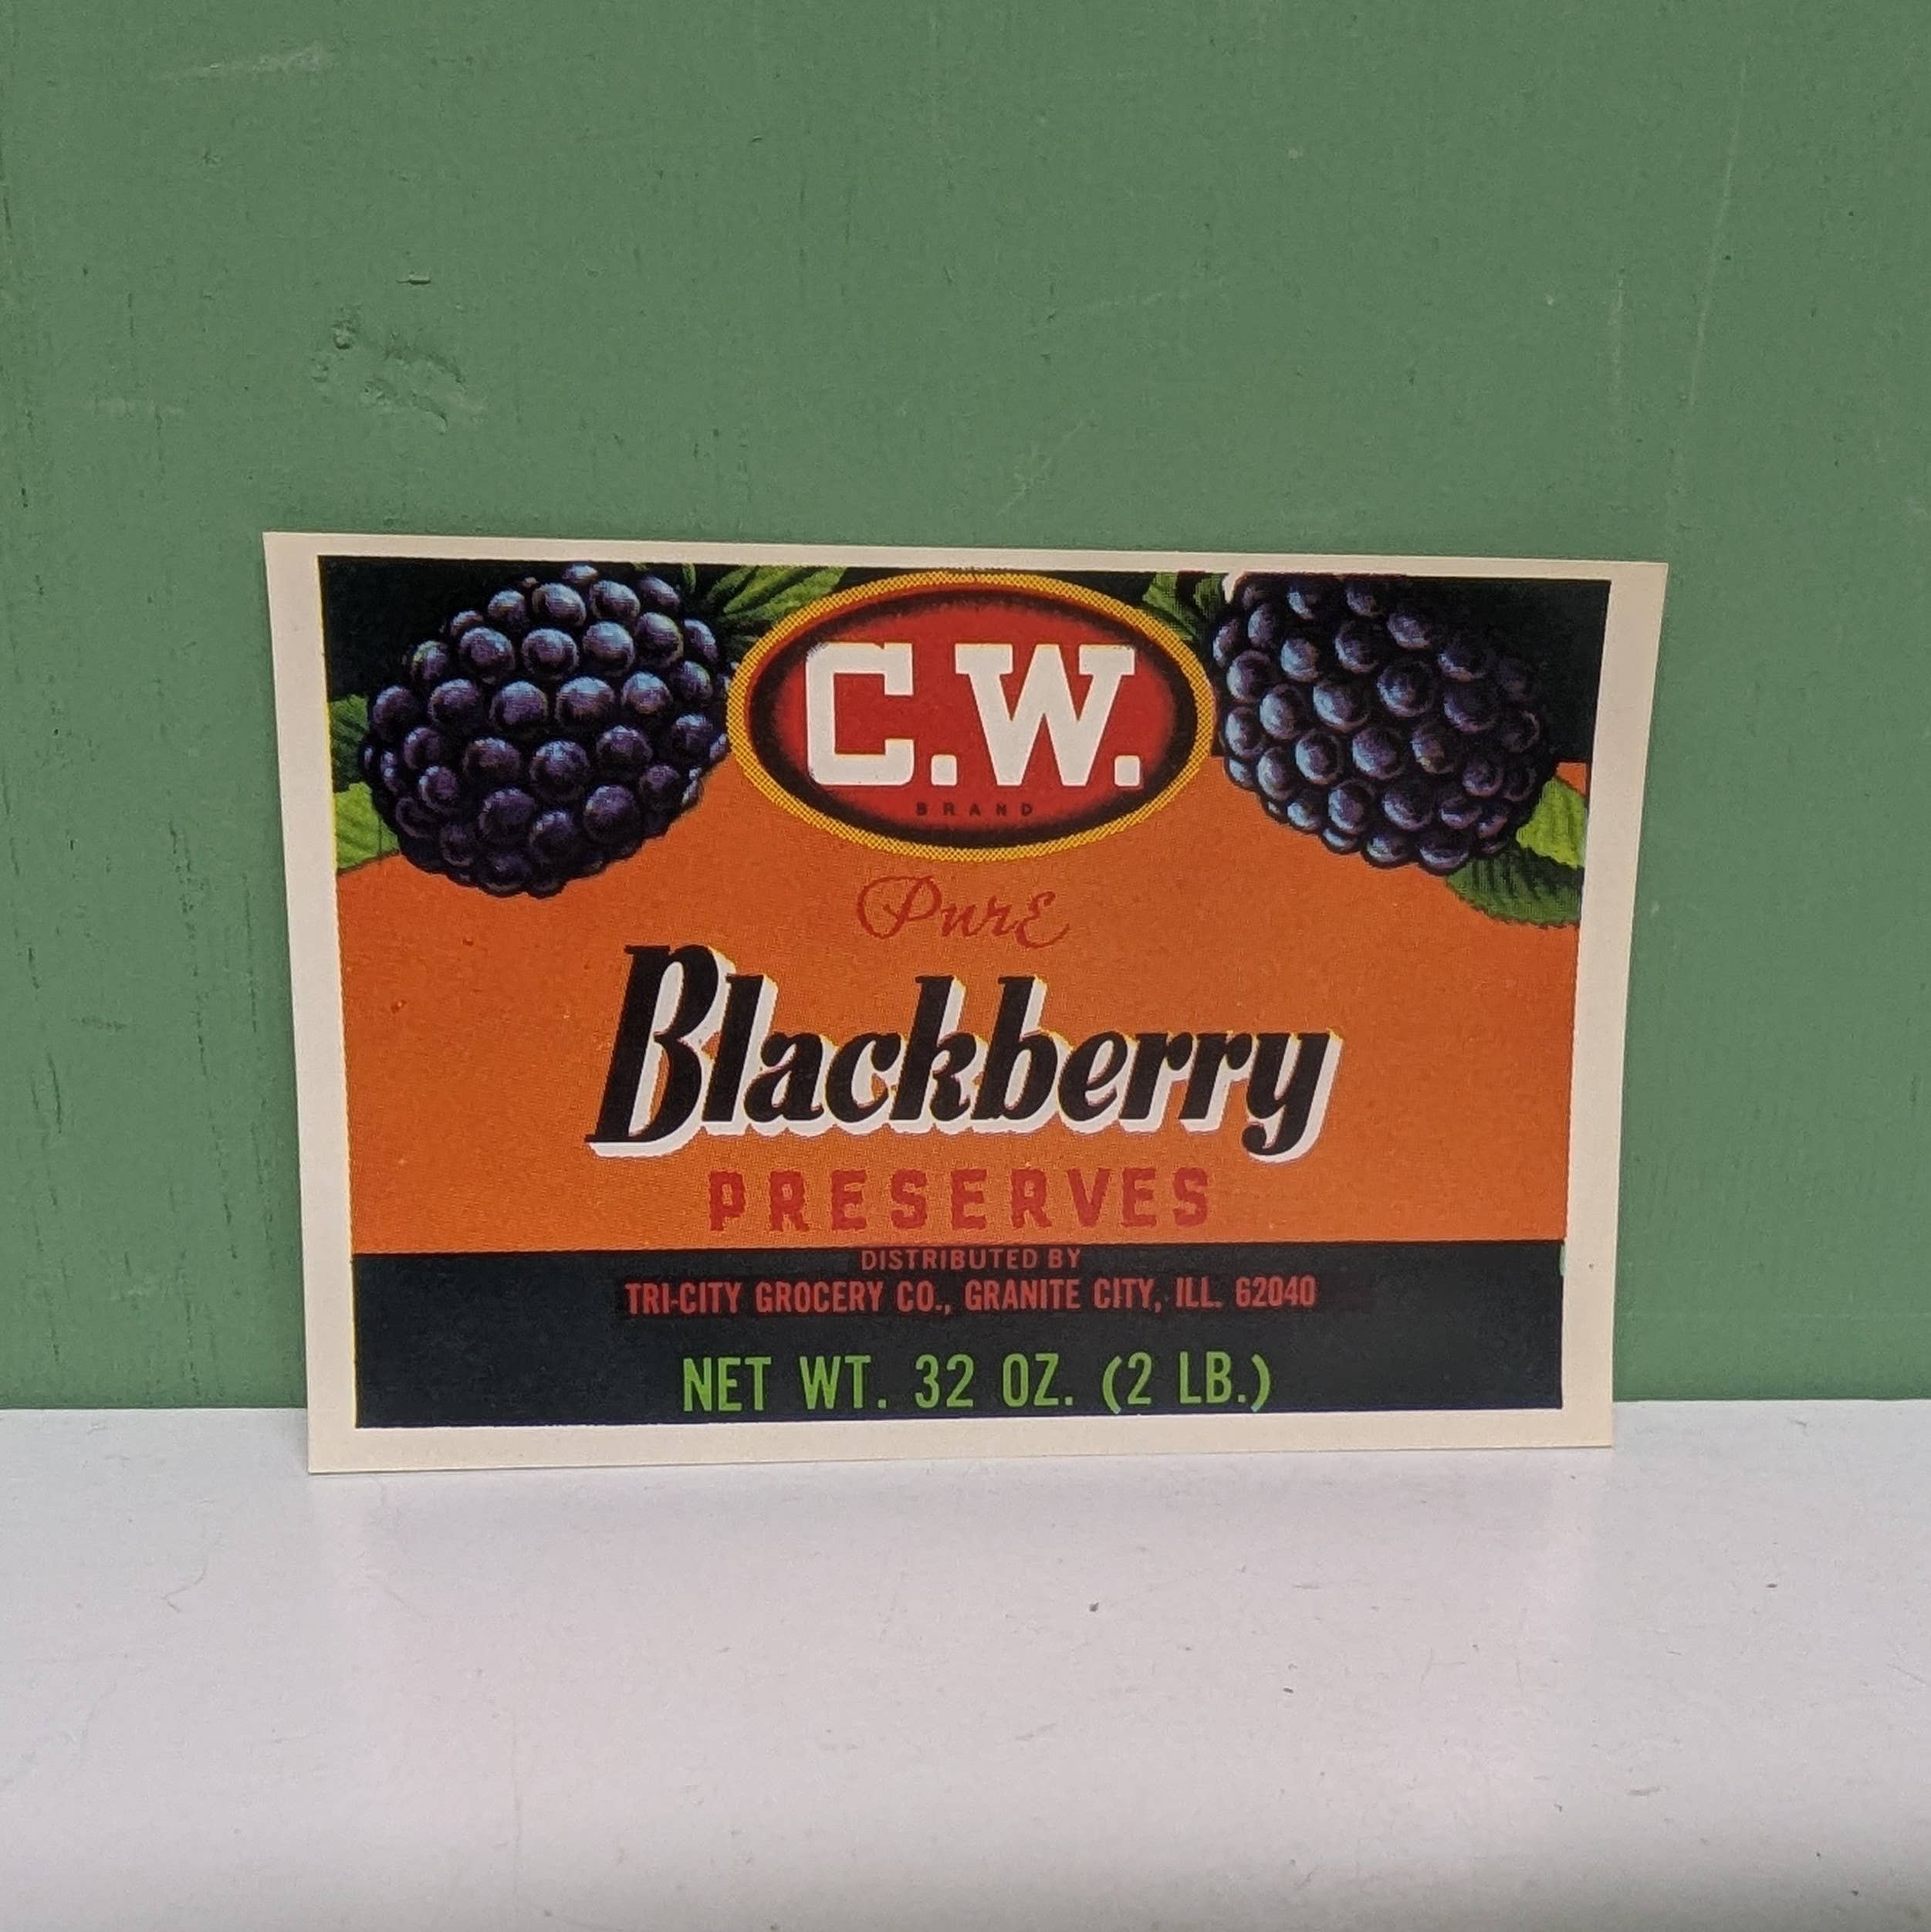 C.W.
BRAND
Pure
Blackberry
PRESERVES
DISTRIBUTED BY
TRI-CITY GROCERY CO., GRANITE CITY, ILL. 62040
NET WT. 32 OZ. (2 LB.)